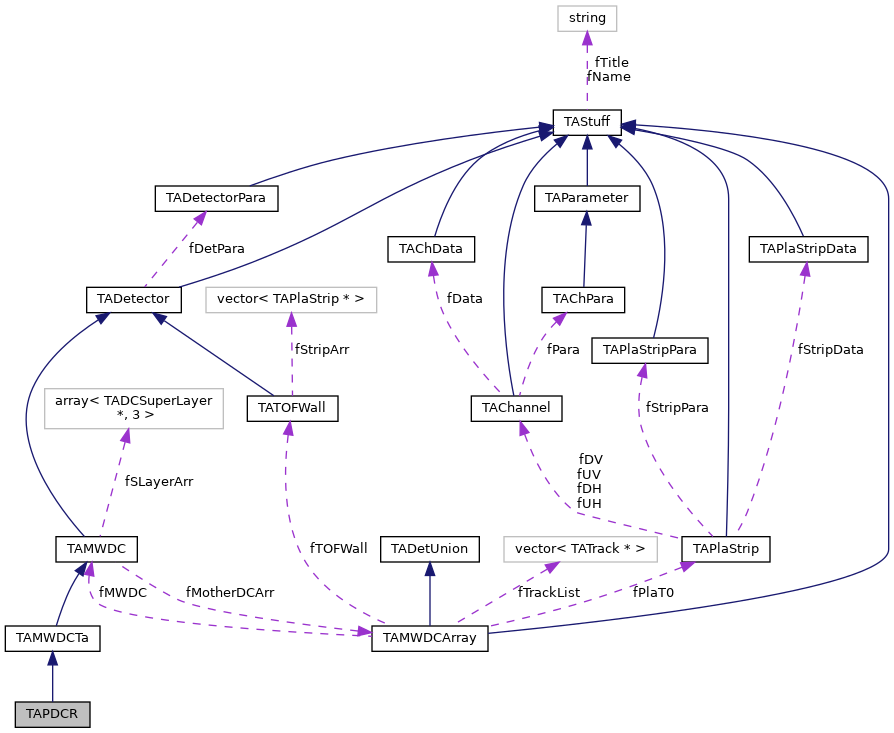 string
fTitle
fName
TAStuff
TADetectorPara
TAParameter
fDetPara
TAChData
TAPlaStripData
TADetector
vector< TAPlaStrip * >
fData
TAChPara
fStripArr
fPara
TAPlaStripPara
fStripData
array< TADCSuperLayer
*, 3 >
TATOFWall
TAChannel
fStripPara
fSLayerArr
fDV
fUV
fDH
fUH
TAMWDC
fTOFWall
TADetUnion
vector< TATrack * >
TAPlaStrip
fMWDC
fMotherDCArr
fTrackList
fPlaT0
TAMWDCTa
TAMWDCArray
TAPDCR